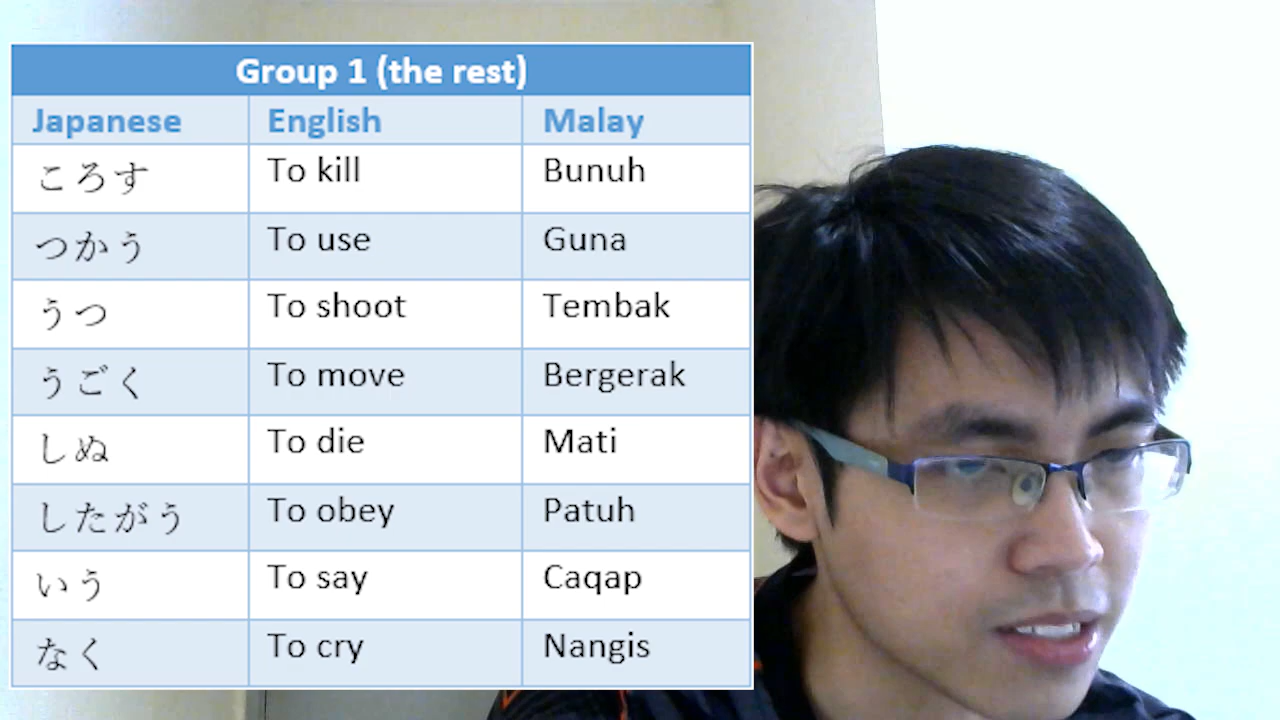 Group 1 (the rest)
Japanese English Malay
ころす To kill Bunuh
つかう To use Guna
うつ To shoot Tembak
うごく To move Bergerak
しぬ To die Mati
したがう To obey Patuh
いう To say Caqap
なく To cry Nangis